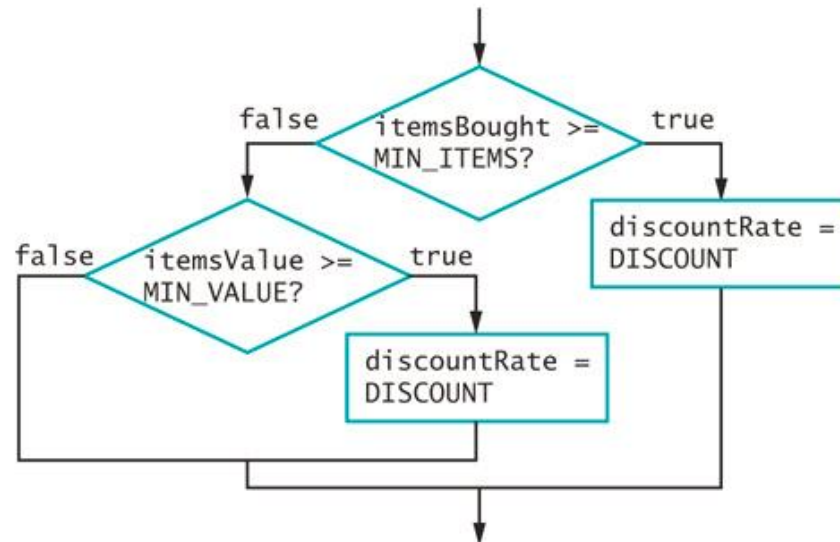 false
itemsBought >=
MIN_ITEMS?
true
discountRate =
DISCOUNT
false
itemsValue >=
MIN_VALUE?
true
discountRate =
DISCOUNT